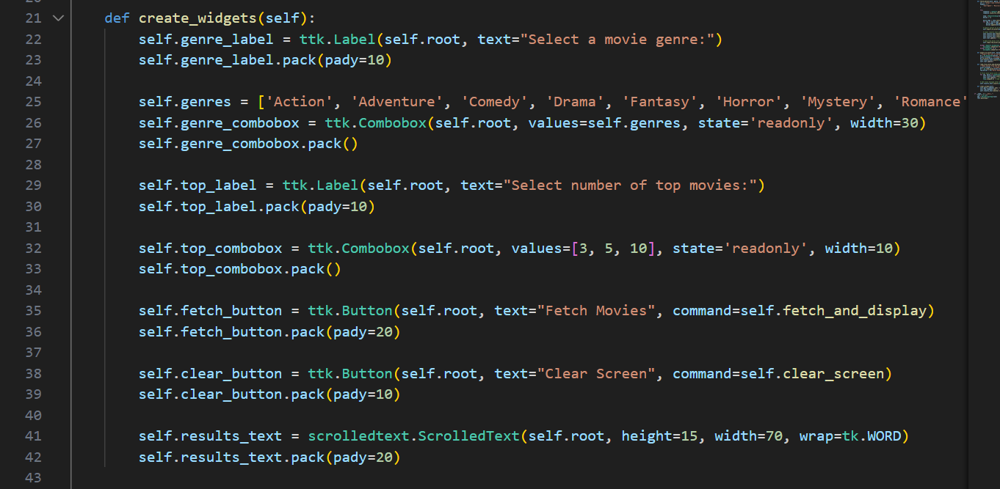 21 def create_widgets(self):
22 self.genre_label = ttk.Label(self.root, text="Select a movie genre:")
23 self.genre_label.pack(pady=10)
24
25 self.genres = ['Action', 'Adventure', 'Comedy', 'Drama', 'Fantasy', 'Horror', 'Mystery', 'Romance'
26 self.genre_combobox = ttk.Combobox(self.root, values=self.genres, state='readonly', width=30)
27 self.genre_combobox.pack()
28
29 self.top_label = ttk.Label(self.root, text="Select number of top movies:")
30 self.top_label.pack(pady=10)
31
32 self.top_combobox = ttk.Combobox(self.root, values=[3, 5, 10], state='readonly', width=10)
33 self.top_combobox.pack()
34
35 self.fetch_button = ttk.Button(self.root, text="Fetch Movies", command=self.fetch_and_display)
36 self.fetch_button.pack(pady=20)
37
38 self.clear_button = ttk.Button(self.root, text="Clear Screen", command=self.clear_screen)
39 self.clear_button.pack(pady=10)
40
41 self.results_text = scrolledtext.ScrolledText(self.root, height=15, width=70, wrap=tk.WORD)
42 self.results_text.pack(pady=20)
43